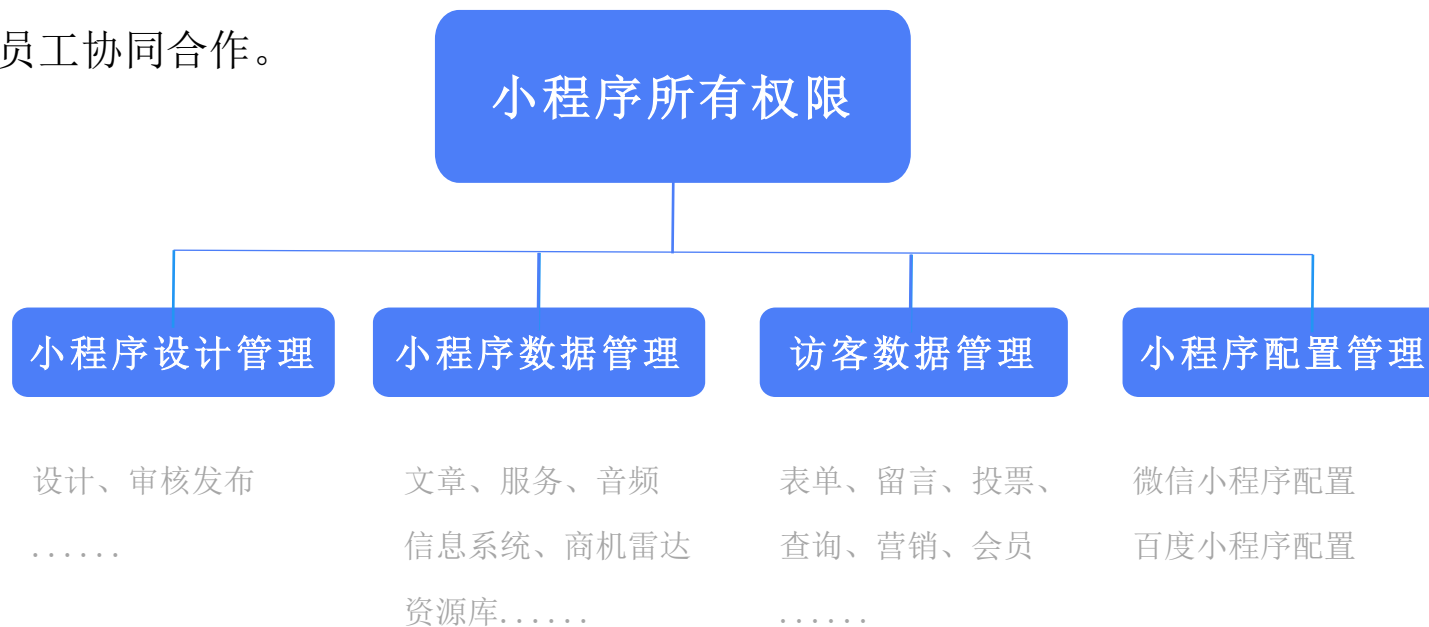 员工协同合作。
小程序所有权限
小程序设计管理
小程序数据管理
访客数据管理
小程序配置管理
设计、审核发布
......
文章、服务、音频
信息系统、商机雷达
资源库......
表单、留言、投票、
查询、营销、会员
......
微信小程序配置
百度小程序配置